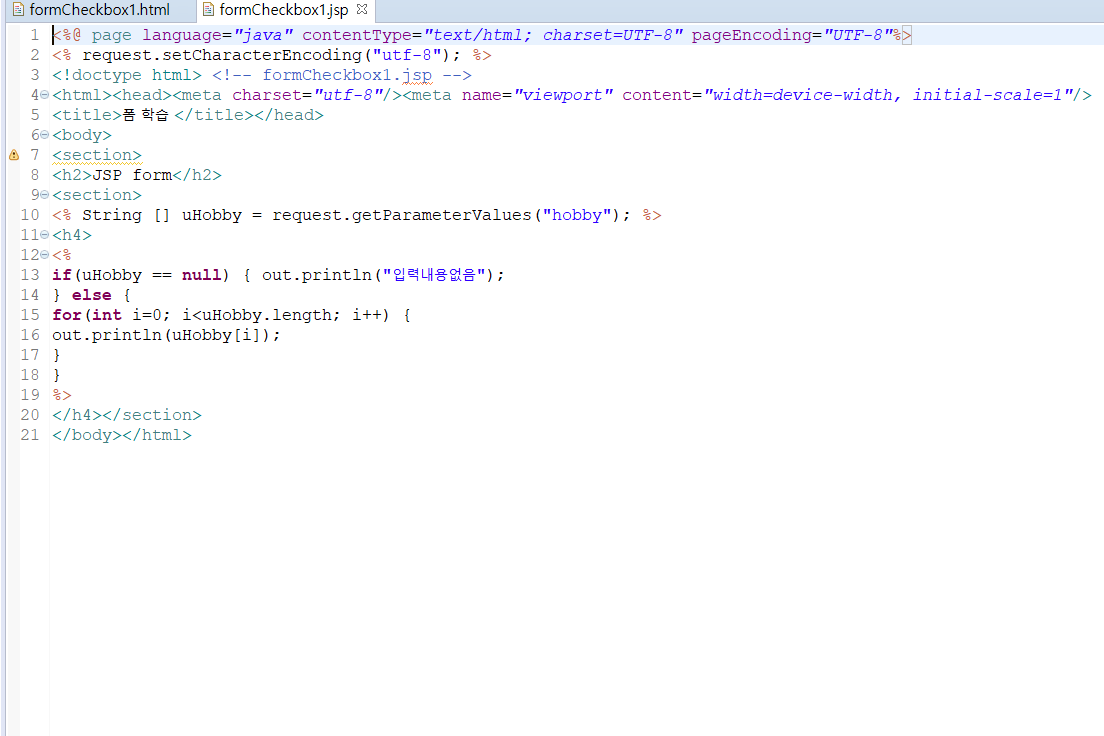 formCheckbox1.html formCheckbox1.jsp
1 <%@ page language="java" contentType="text/html; charset=UTF-8" pageEncoding="UTF-8"%>
2 <% request.setCharacterEncoding("utf-8"); %>
3 <!doctype html> <!-- formCheckbox1.jsp -->
4 <html><head><meta charset="utf-8"/><meta name="viewport" content="width=device-width, initial-scale=1"/>
5 <title>폼 학습</title></head>
6 <body>
7 <section>
8 <h2>JSP form</h2>
9 <section>
10 <% String [] uHobby = request.getParameterValues("hobby"); %>
11 <h4>
12 <%
13 if(uHobby == null) { out.println("입력내용없음");
14 } else {
15 for(int i=0; i<uHobby.length; i++) {
16 out.println(uHobby[i]);
17 }
18 }
19 %>
20 </h4></section>
21 </body></html>